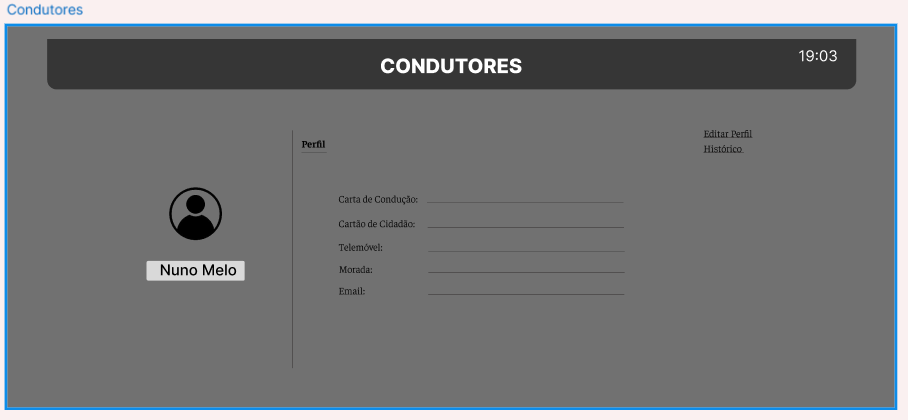 Condutores
CONDUTORES
19:03
Perfil
Editar Perfil
Histórico
Carta de Condução:
Cartão de Cidadão:
Telemóvel:
Morada:
Email:
Nuno Melo